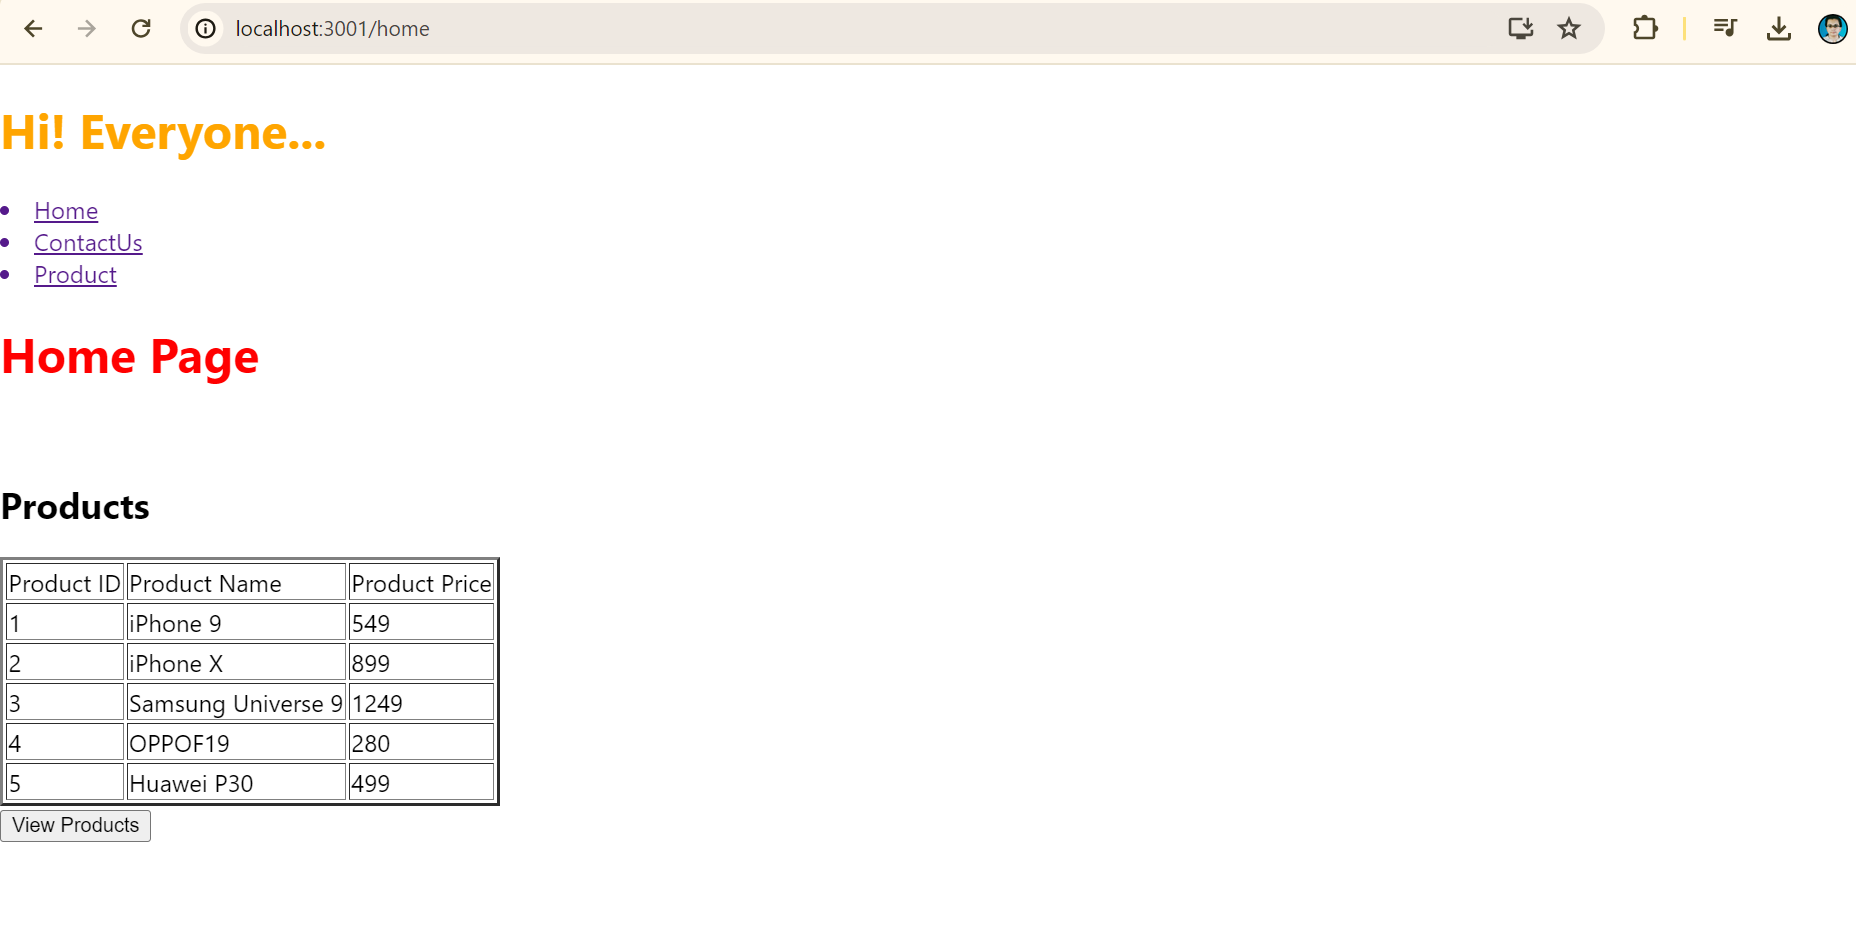 localhost:3001/home
Hi! Everyone...
Home
ContactUs
Product
Home Page
Products
Product ID Product Name Product Price
1 iPhone 9 549
2 iPhone X 899
3 Samsung Universe 9 1249
4 OPPOF19 280
5 Huawei P30 499
View Products